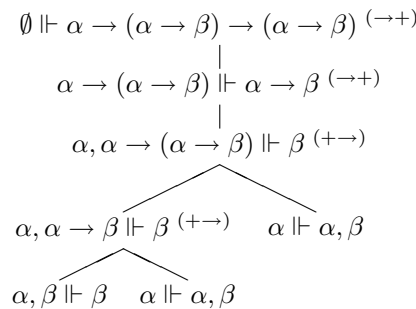 ∅ ⊩ α → (α → β) → (α → β) (→+)
α → (α → β) ⊩ α → β (→+)
α, α → (α → β) ⊩ β (+→)
α, α → β ⊩ β (+→) α ⊩ α, β
α, β ⊩ β α ⊩ α, β